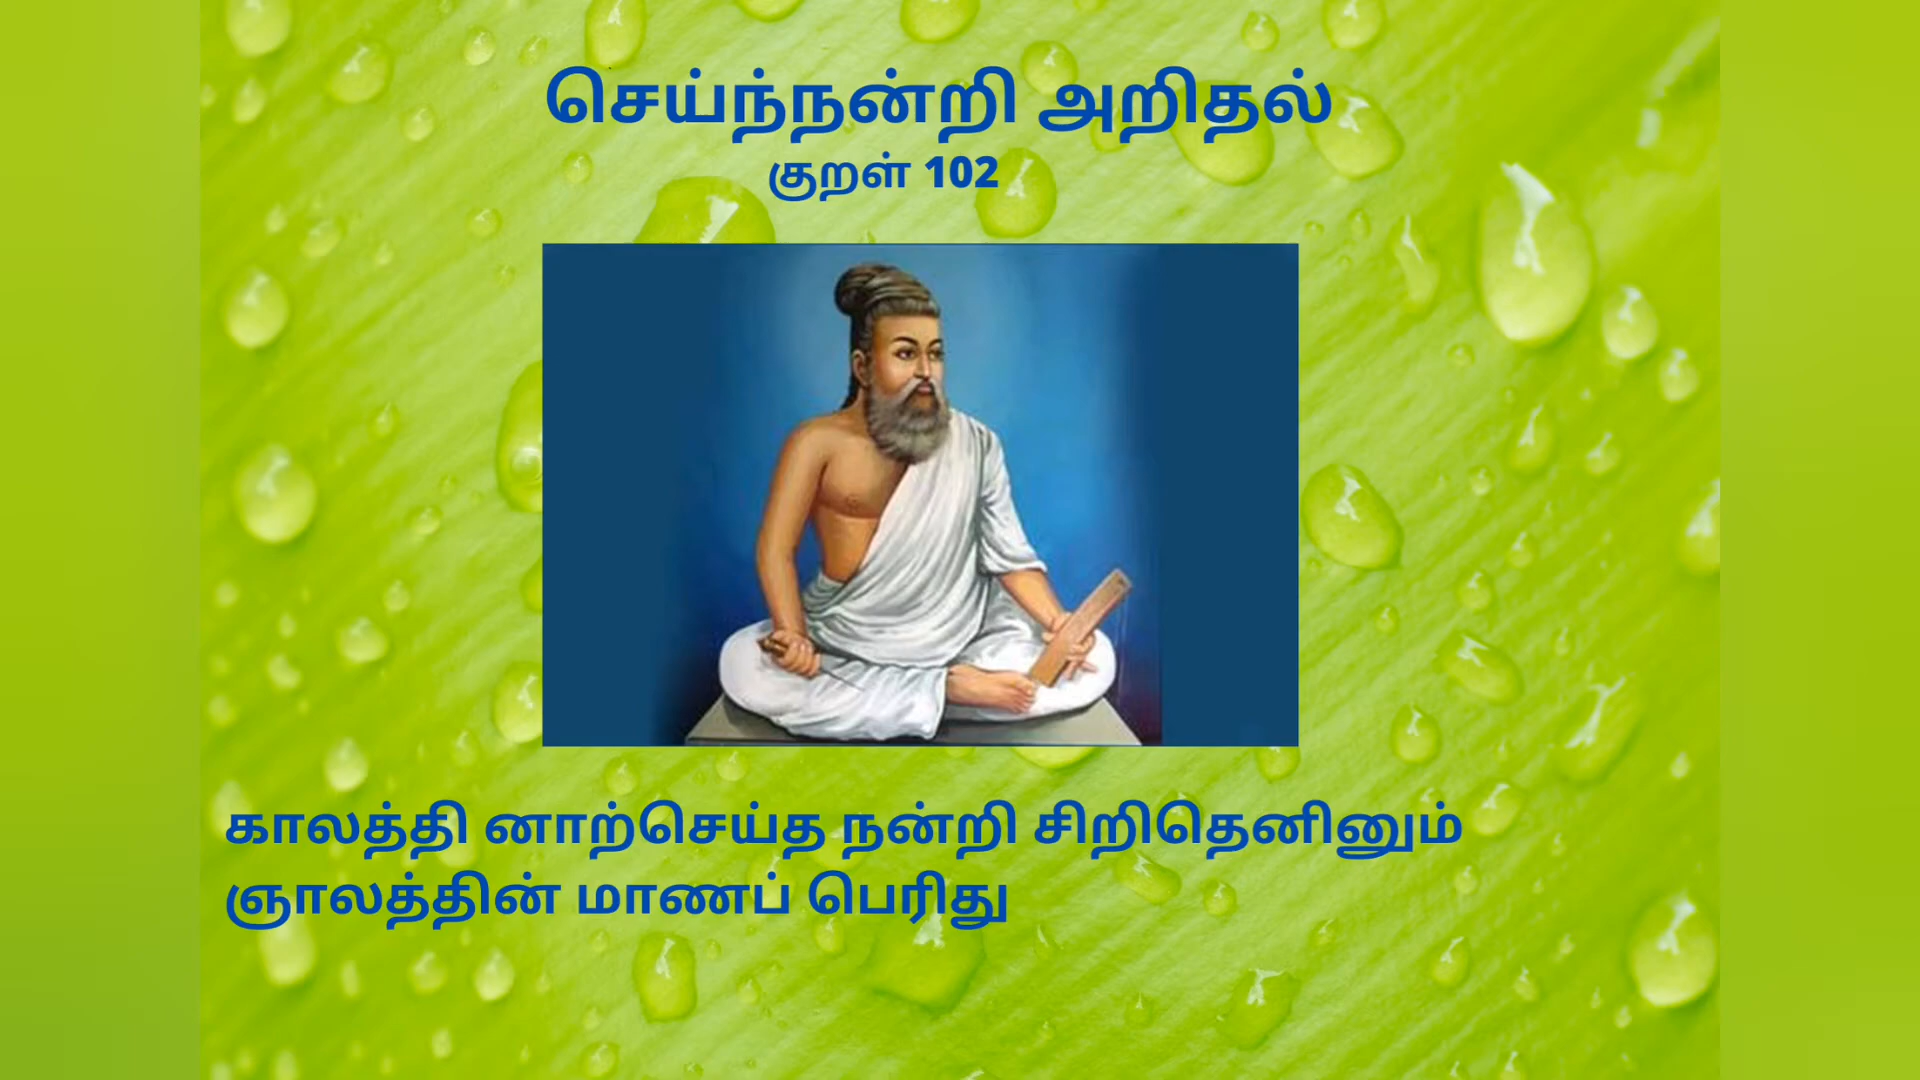 செய்ந்நன்றி அறிதல்
குறள் 102
காலத்தி னாற்செய்த நன்றி சிறிதெனினும்
ஞாலத்தின் மாணப் பெரிது